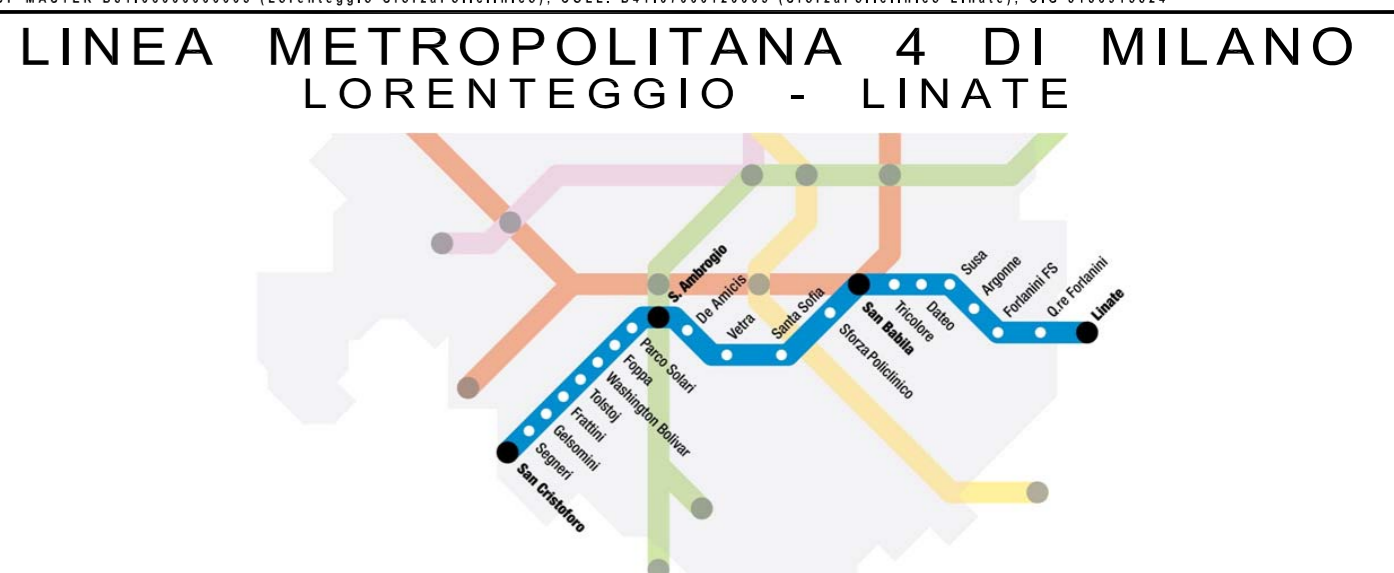 LINEA METROPOLITANA 4 DI MILANO
LORENTEGGIO - LINATE
S. Ambrogio
De Amicis
Vetra
Santa Sofia
Sforza Policlinico
San Babila
Tricolore
Dateo
Susa
Argonne
Forlanini FS
Q.re Forlanini
Linate
Parco Solari
Foppa
Washington Bolivar
Tolstoj
Frattini
Gelsomini
Segneri
San Cristoforo